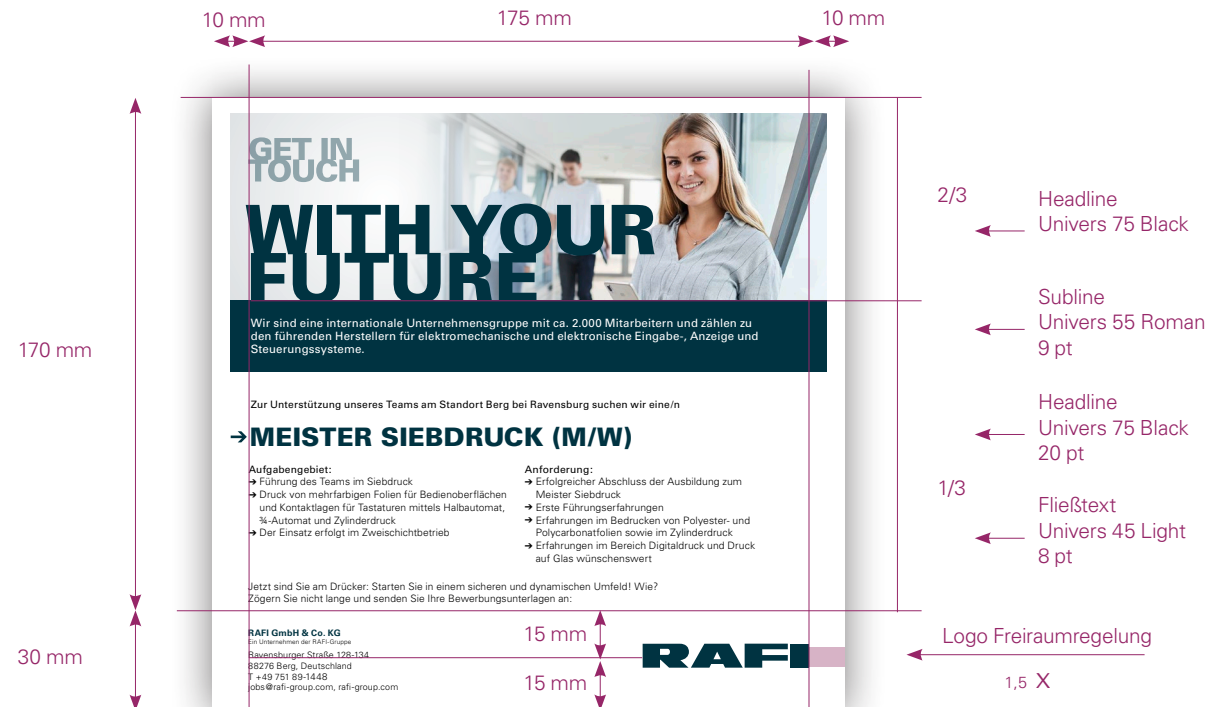 10 mm
175 mm
10 mm
170 mm
30 mm
GET IN
TOUCH
WITH YOUR
FUTURE
Wir sind eine internationale Unternehmensgruppe mit ca. 2.000 Mitarbeitern und zählen zu
den führenden Herstellern für elektromechanische und elektronische Eingabe-, Anzeige und
Steuerungssysteme.
Zur Unterstützung unseres Teams am Standort Berg bei Ravensburg suchen wir eine/n
➔MEISTER SIEBDRUCK (M/W)
Aufgabengebiet:
➔ Führung des Teams im Siebdruck
➔ Druck von mehrfarbigen Folien für Bedienoberflächen
und Kontaktlagen für Tastaturen mittels Halbautomat,
¾-Automat und Zylinderdruck
➔ Der Einsatz erfolgt im Zweischichtbetrieb
Anforderung:
➔ Erfolgreicher Abschluss der Ausbildung zum
Meister Siebdruck
➔ Erste Führungserfahrungen
➔ Erfahrungen im Bedrucken von Polyester- und
Polycarbonatfolien sowie im Zylinderdruck
➔ Erfahrungen im Bereich Digitaldruck und Druck
auf Glas wünschenswert
Jetzt sind Sie am Drücker: Starten Sie in einem sicheren und dynamischen Umfeld! Wie?
Zögern Sie nicht lange und senden Sie Ihre Bewerbungsunterlagen an:
RAFI GmbH & Co. KG
Ein Unternehmen der RAFI-Gruppe
Ravensburger Straße 128-134
88276 Berg, Deutschland
T +49 751 89-1448
jobs@rafi-group.com, rafi-group.com
15 mm
15 mm
RAFI
2/3
Headline
Univers 75 Black
Subline
Univers 55 Roman
9 pt
Headline
Univers 75 Black
20 pt
1/3
Fließtext
Univers 45 Light
8 pt
Logo Freiraumregelung
1,5 X